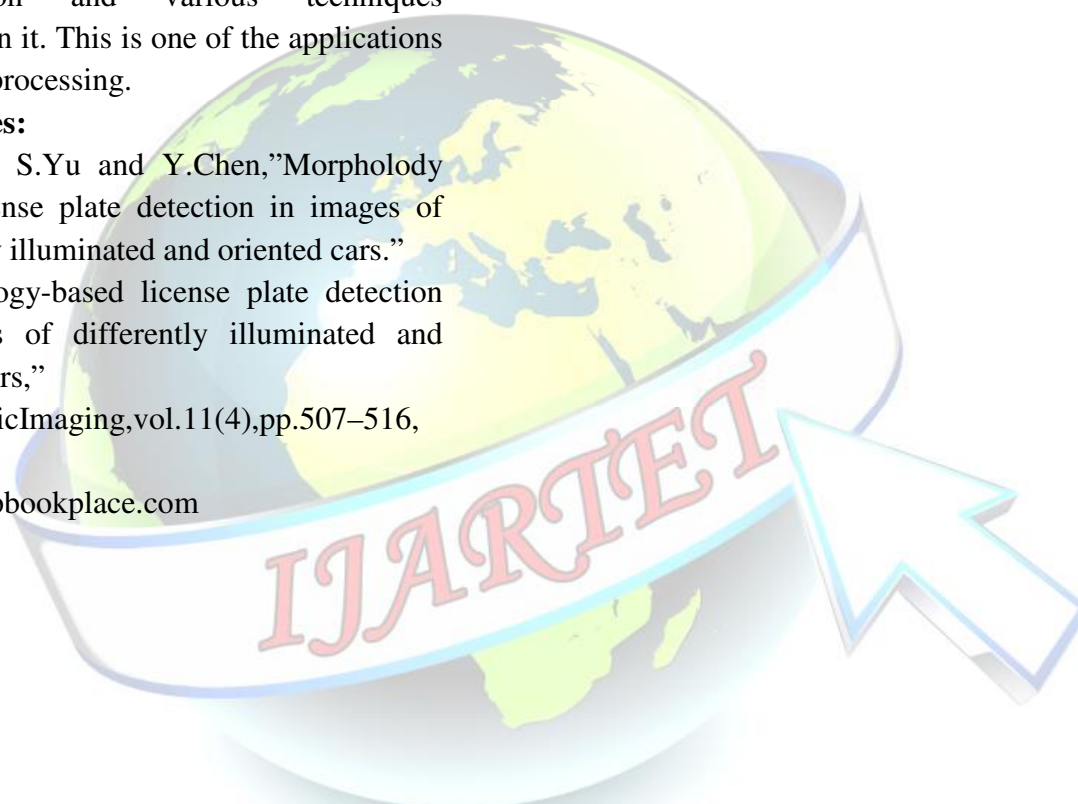 on and various techniques
n it. This is one of the applications
processing.
es:
S.Yu and Y.Chen,”Morpholody
ense plate detection in images of
y illuminated and oriented cars.”
ogy-based license plate detection
s of differently illuminated and
rs,”
icImaging,vol.11(4),pp.507–516,
obookplace.com
IJARTET